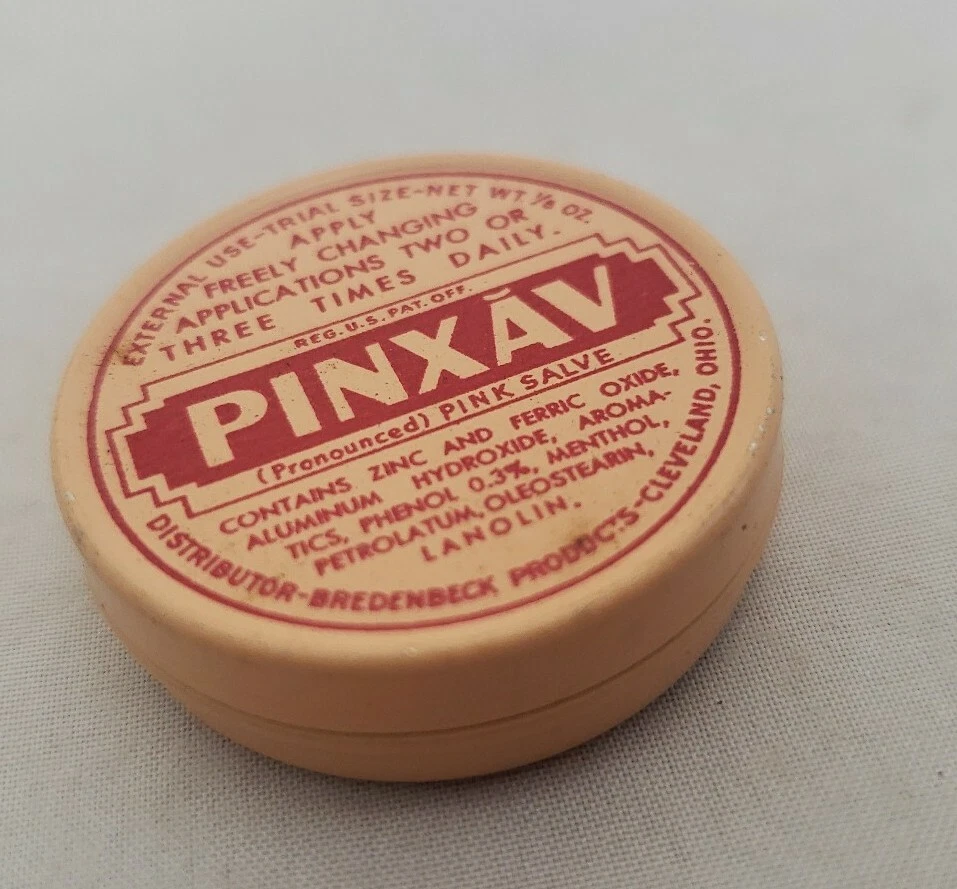 EXTERNAL USE-TRIAL SIZE-NET WT. 1/8 OZ.
APPLY
FREELY CHANGING
APPLICATIONS TWO OR
THREE TIMES DAILY.
REG. U.S. PAT. OFF.
PINXĀV
(Pronounced) PINK SALVE
CONTAINS ZINC AND FERRIC OXIDE,
ALUMINUM HYDROXIDE, AROMA-
TICS, PHENOL 0.3%, MENTHOL,
PETROLATUM, OLEOSTEARIN,
LANOLIN.
DISTRIBUTOR-BREDENBECK PRODUCTS-CLEVELAND, OHIO.